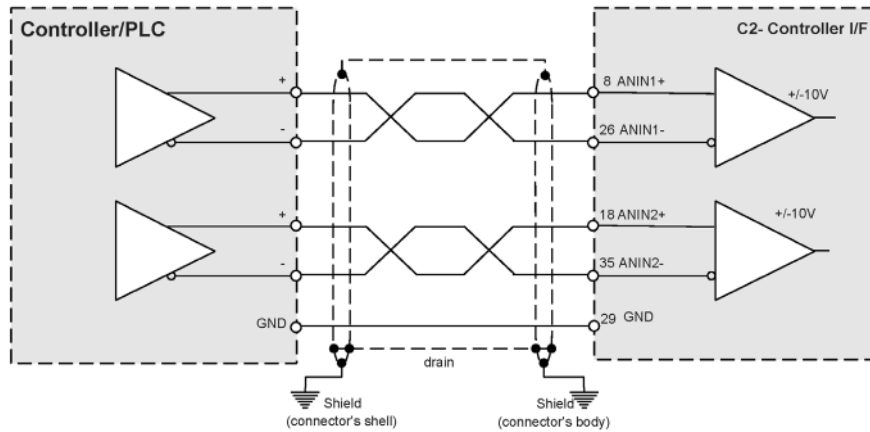 Controller/PLC
C2- Controller I/F
+
8 ANIN1+
+/-10V
-
26 ANIN1-
+
18 ANIN2+
+/-10V
-
35 ANIN2-
GND
29 GND
drain
Shield
(connector's shell)
Shield
(connector's body)